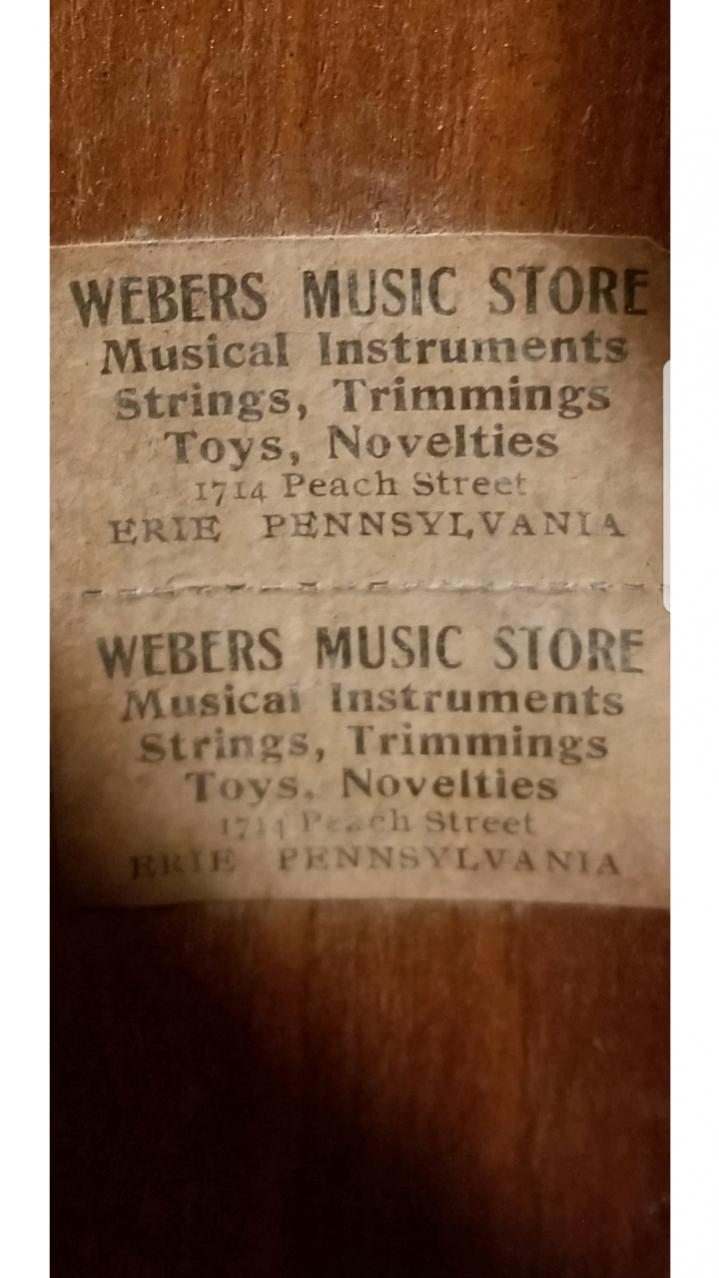 WEBERS MUSIC STORE
Musical Instruments
Strings, Trimmings
Toys, Novelties
1714 Peach Street
ERIE PENNSYLVANIA
WEBERS MUSIC STORE
Musical Instruments
Strings, Trimmings
Toys, Novelties
1714 Peach Street
ERIE PENNSYLVANIA